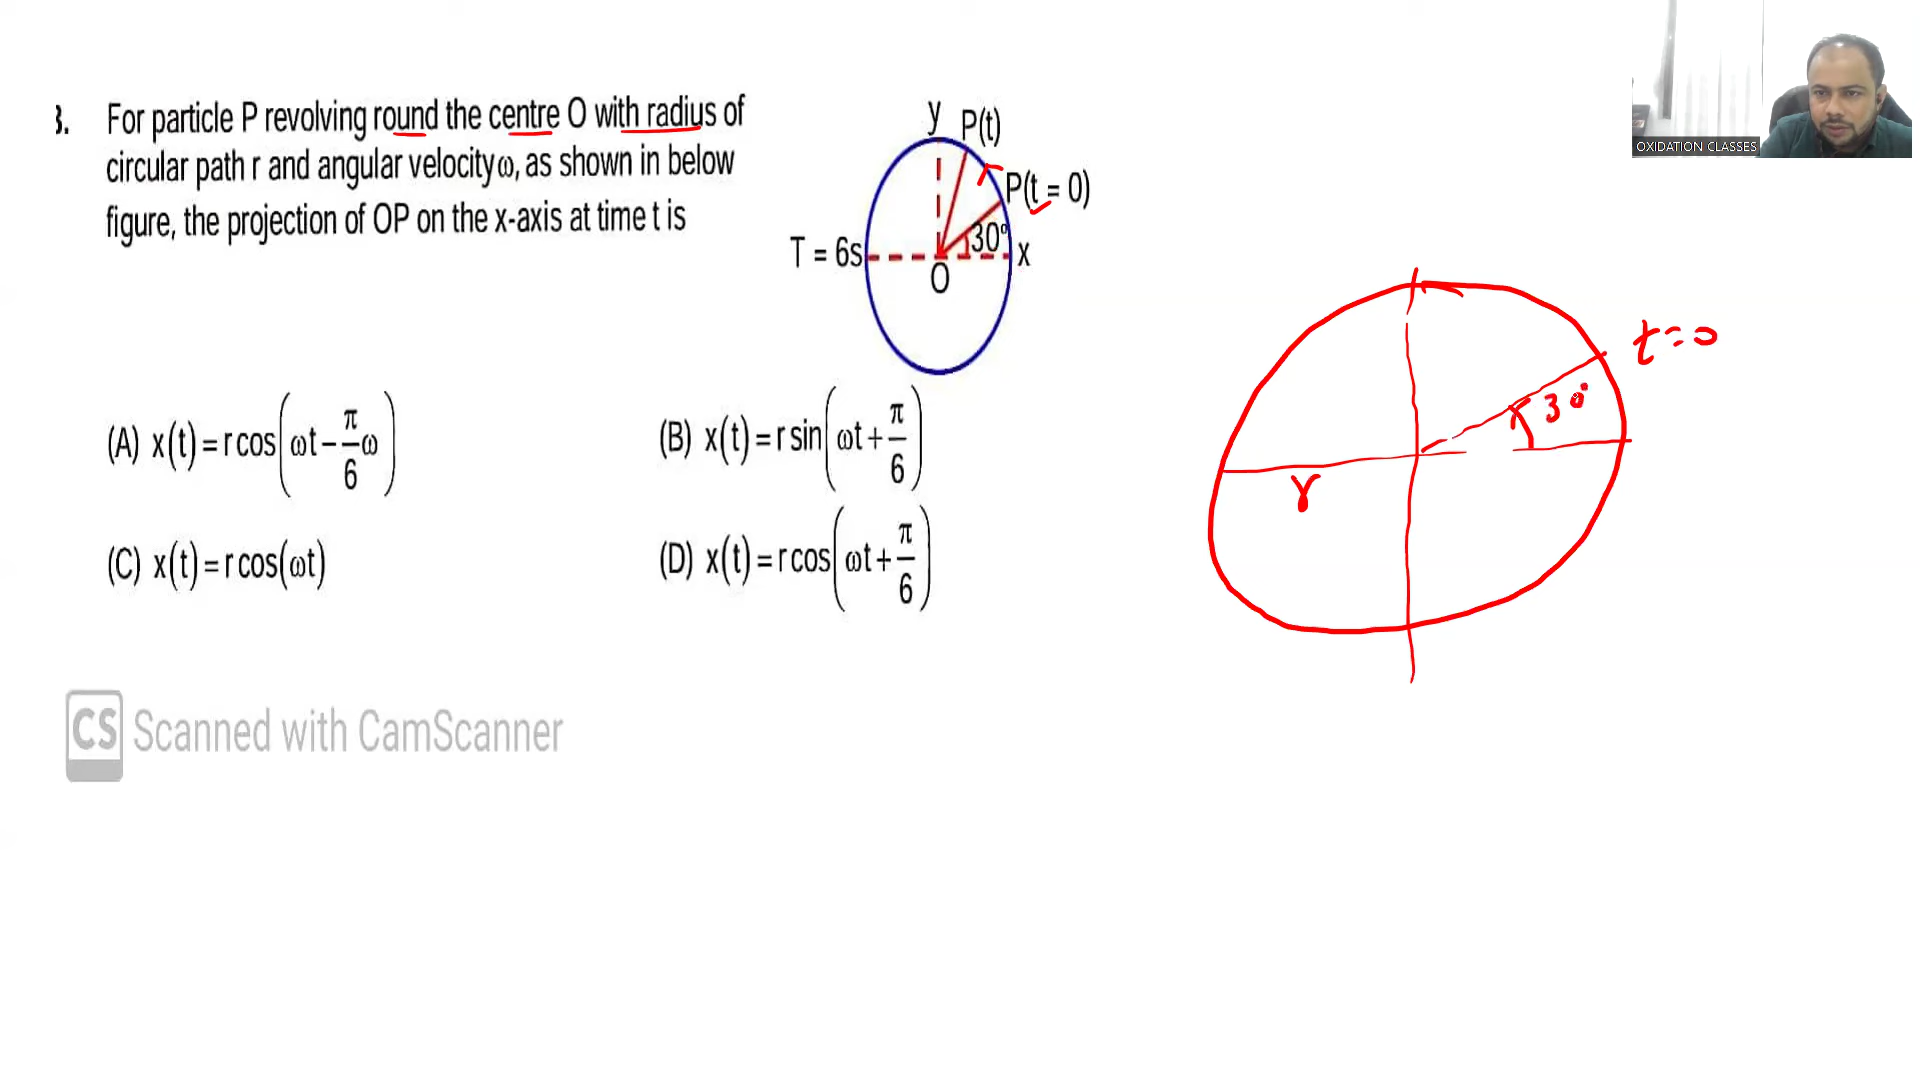 3. For particle P revolving round the centre O with radius of
circular path r and angular velocity ω, as shown in below
figure, the projection of OP on the x-axis at time t is
y
P(t)
P(t = 0)
30°
T = 6s
x
O
(A) x(t) = r cos(ωt − π/6 ω)
(B) x(t) = r sin(ωt + π/6)
(C) x(t) = r cos(ωt)
(D) x(t) = r cos(ωt + π/6)
t=0
30°
r
CS Scanned with CamScanner
OXIDATION CLASSES